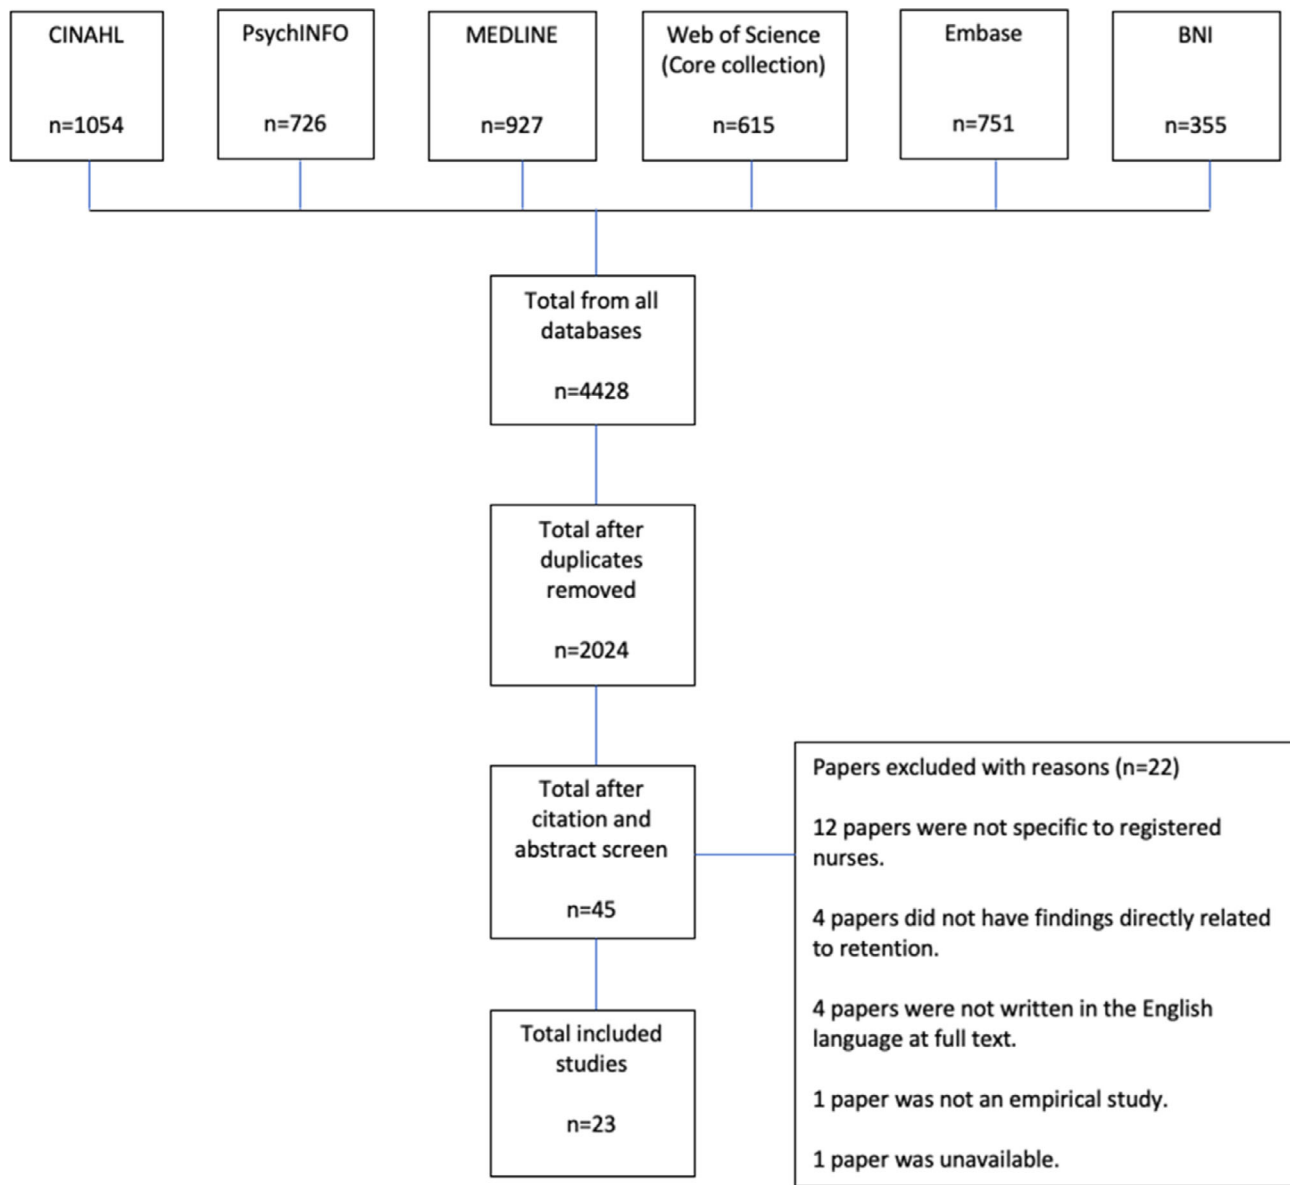 CINAHL
n=1054
PsychINFO
n=726
MEDLINE
n=927
Web of Science
(Core collection)
n=615
Embase
n=751
BNI
n=355
Total from all
databases
n=4428
Total after
duplicates
removed
n=2024
Total after
citation and
abstract screen
n=45
Papers excluded with reasons (n=22)
12 papers were not specific to registered
nurses.
4 papers did not have findings directly related
to retention.
4 papers were not written in the English
language at full text.
1 paper was not an empirical study.
1 paper was unavailable.
Total included
studies
n=23